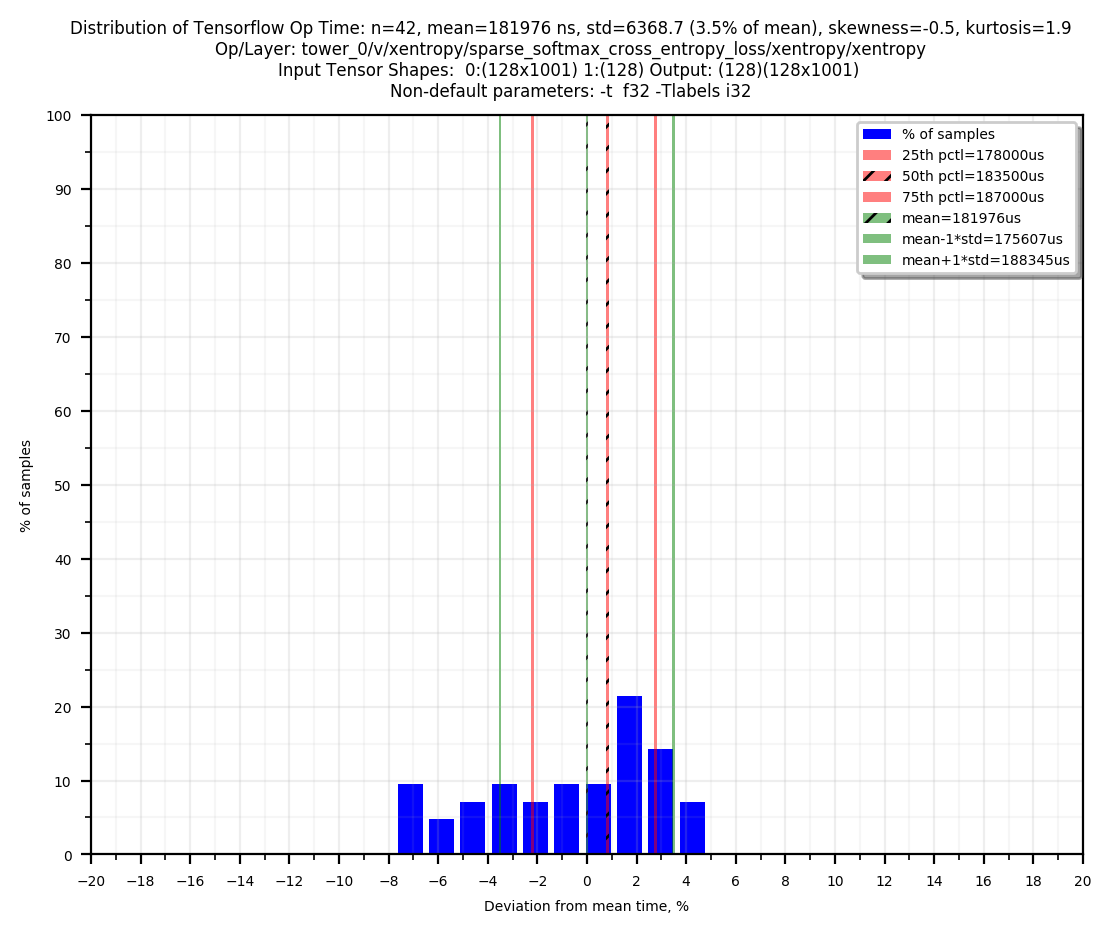 Distribution of Tensorflow Op Time: n=42, mean=181976 ns, std=6368.7 (3.5% of mean), skewness=-0.5, kurtosis=1.9
Op/Layer: tower_0/v/xentropy/sparse_softmax_cross_entropy_loss/xentropy/xentropy
Input Tensor Shapes:  0:(128x1001) 1:(128) Output: (128)(128x1001)
Non-default parameters: -t  f32 -Tlabels i32
100
90
80
70
60
50
40
30
20
10
0
% of samples
% of samples
25th pctl=178000us
50th pctl=183500us
75th pctl=187000us
mean=181976us
mean-1*std=175607us
mean+1*std=188345us
−20 −18 −16 −14 −12 −10 −8 −6 −4 −2 0 2 4 6 8 10 12 14 16 18 20
Deviation from mean time, %